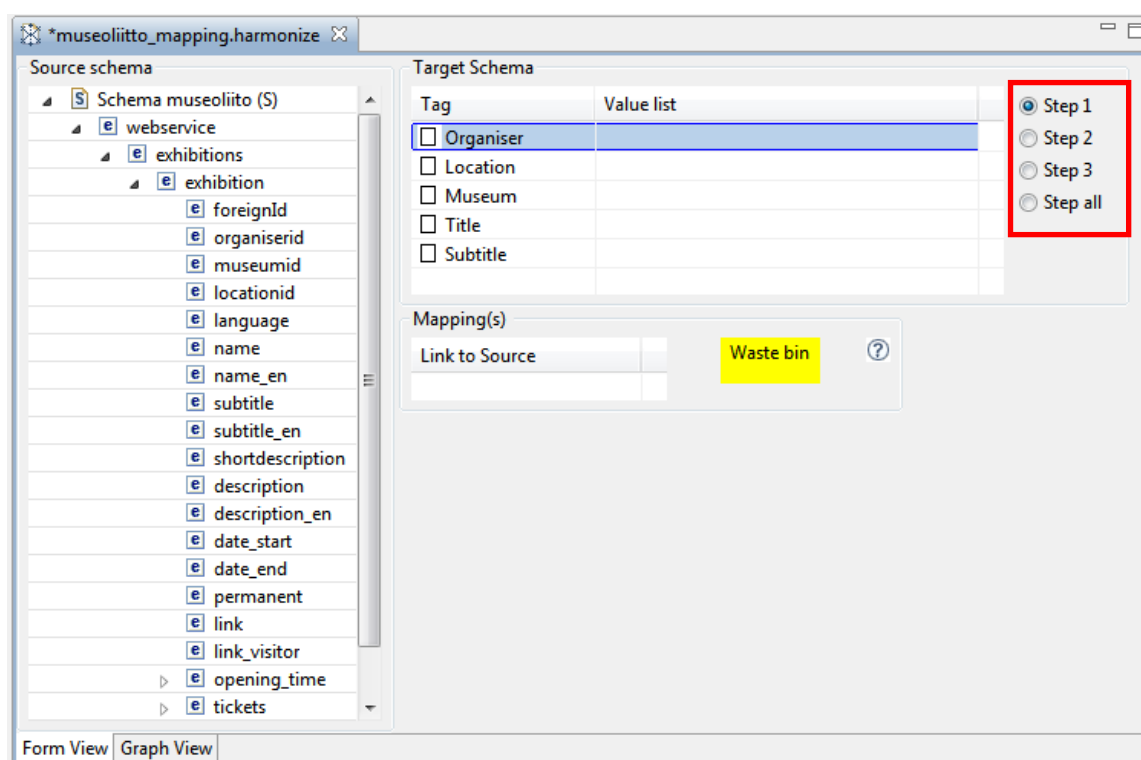 *museoliitto_mapping.harmonize
Source schema
Schema museoliito (S)
webservice
exhibitions
exhibition
foreignId
organiserid
museumid
locationid
language
name
name_en
subtitle
subtitle_en
shortdescription
description
description_en
date_start
date_end
permanent
link
link_visitor
opening_time
tickets
Target Schema
Tag Value list
Organiser
Location
Museum
Title
Subtitle
Step 1
Step 2
Step 3
Step all
Mapping(s)
Link to Source
Waste bin
Form View Graph View